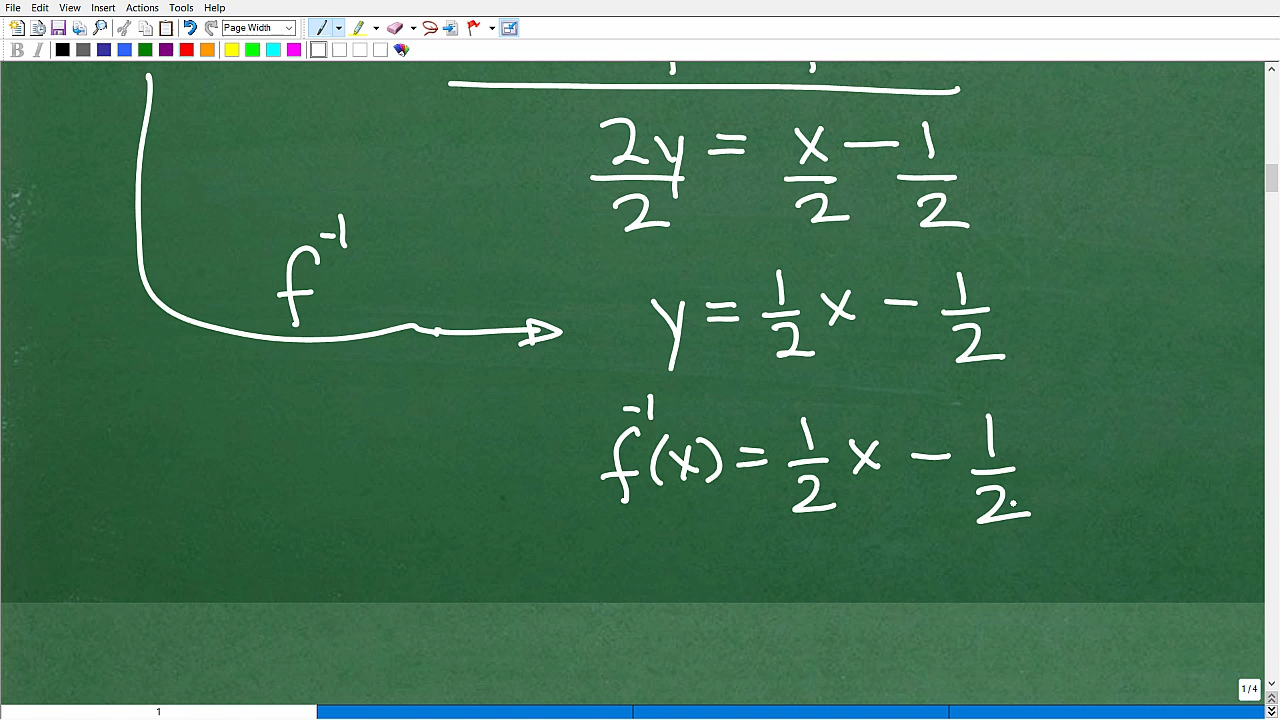 File Edit View Insert Actions Tools Help
Page Width
B I
2y/2 = x/2 — 1/2
f⁻¹
y = 1/2 x - 1/2
f⁻¹(x) = 1/2 x - 1/2
1/4
1